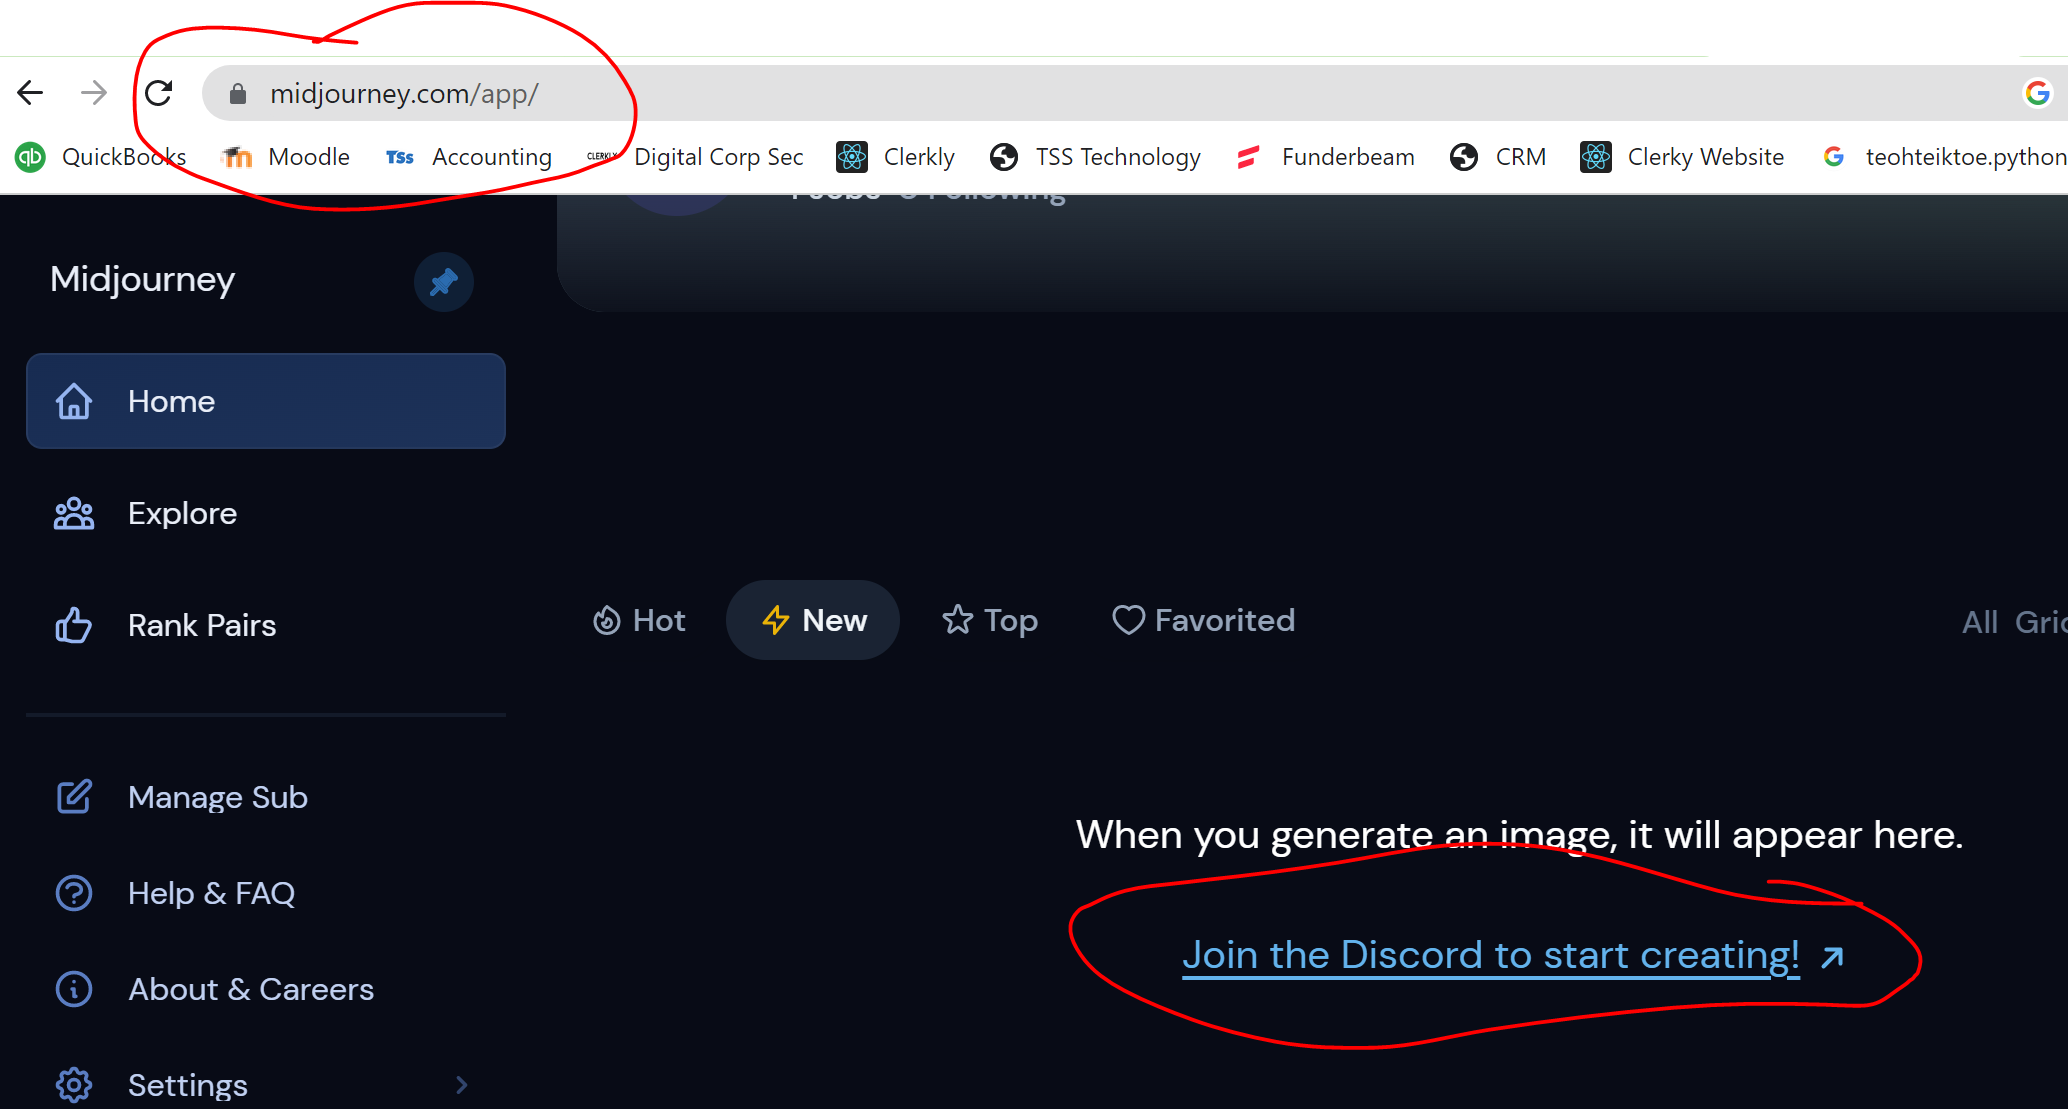 midjourney.com/app/
QuickBooks Moodle Tss Accounting CLERKLY Digital Corp Sec Clerkly TSS Technology Funderbeam CRM Clerky Website teohteiktoe.python
Following
Midjourney
Home
Explore
Rank Pairs
Hot New Top Favorited All
Manage Sub
When you generate an image, it will appear here.
Help & FAQ
Join the Discord to start creating!
About & Careers
Settings